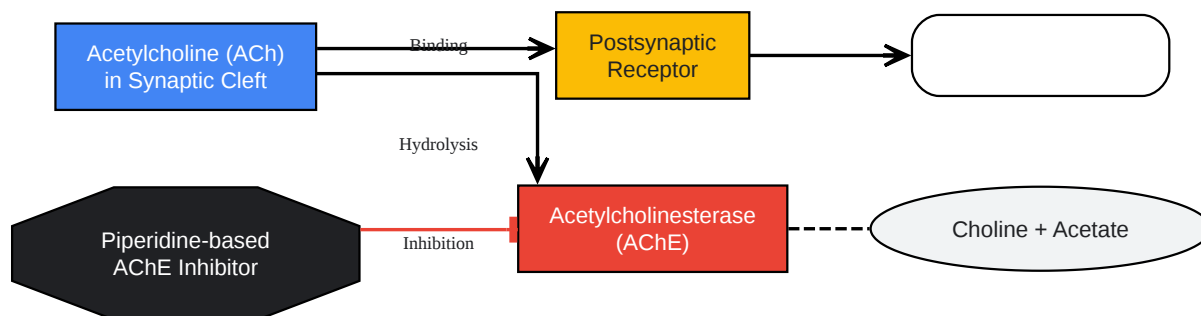 Acetylcholine (ACh)
in Synaptic Cleft
Binding
Postsynaptic
Receptor
Hydrolysis
Piperidine-based
AChE Inhibitor
Inhibition
Acetylcholinesterase
(AChE)
Choline + Acetate